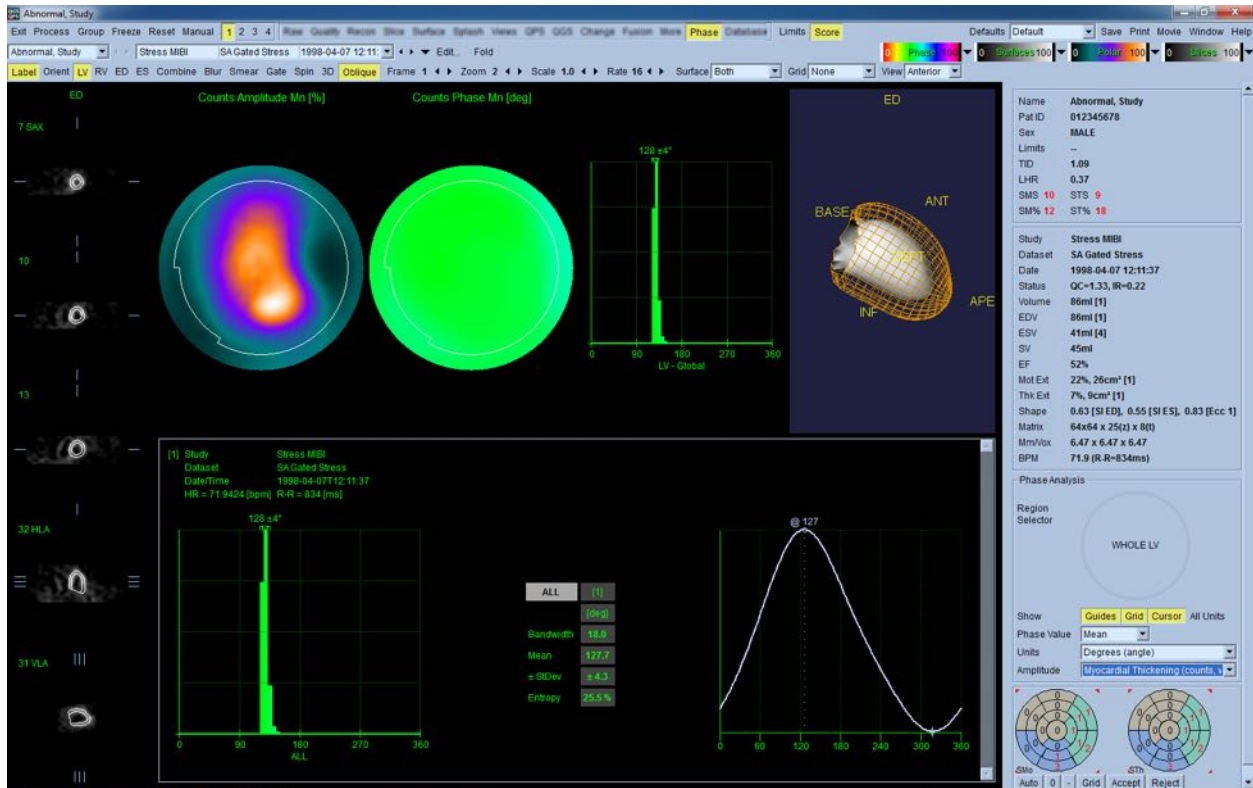 Abnormal, Study
Exit Process Group Freeze Reset Manual 1 2 3 4 Raw Quality Recon Slice Surface Splash Views QPS QGS Change Fusion More Phase Database Limits Score Defaults Default Save Print Movie Window Help
Abnormal, Study Stress MIBI SA Gated Stress 1998-04-07 12:11: Edit... Fold 0 Phase 100 0 Surfaces 100 0 Polar 100 0 Slices 100
Label Orient LV RV ED ES Combine Blur Smear Gate Spin 3D Oblique Frame 1 Zoom 2 Scale 1.0 Rate 16 Surface Both Grid None View Anterior
ED
7 SAX
10
13
32 HLA
31 VLA
Counts Amplitude Mn [%]
Counts Phase Mn [deg]
128 ±4°
0 90 180 270 360
LV - Global
ED
BASE
ANT
SEPT
INF
APE
[1] Study Stress MIBI
Dataset SA Gated Stress
Date/Time 1998-04-07T12:11:37
HR = 71.9424 [bpm] R-R = 834 [ms]
128 ±4°
0 90 180 270 360
ALL
ALL [1]
[deg]
Bandwidth 18.0
Mean 127.7
± StDev ± 4.3
Entropy 25.5 %
@ 127
0 60 120 180 240 300 360
Name Abnormal, Study
Pat ID 012345678
Sex MALE
Limits --
TID 1.09
LHR 0.37
SMS 10 STS 9
SM% 12 ST% 18
Study Stress MIBI
Dataset SA Gated Stress
Date 1998-04-07 12:11:37
Status QC=1.33, IR=0.22
Volume 86ml [1]
EDV 86ml [1]
ESV 41ml [4]
SV 45ml
EF 52%
Mot Ext 22%, 26cm² [1]
Thk Ext 7%, 9cm² [1]
Shape 0.63 [SI ED], 0.55 [SI ES], 0.83 [Ecc 1]
Matrix 64x64 x 25(z) x 8(t)
Mm/Vox 6.47 x 6.47 x 6.47
BPM 71.9 (R-R=834ms)
Phase Analysis
Region
Selector
WHOLE LV
Show Guides Grid Cursor All Units
Phase Value Mean
Units Degrees (angle)
Amplitude Myocardial Thickening (counts,
SMo STh
Auto 0 - Grid Accept Reject